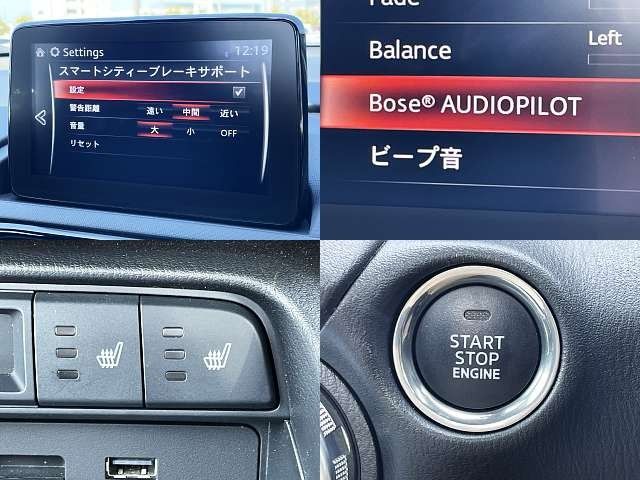 Settings
12:19
スマートシティーブレーキサポート
設定
警告距離 遠い 中間 近い
音量 大 小 OFF
リセット
Fade
Balance
Left
Bose® AUDIOPILOT
ビープ音
START
STOP
ENGINE